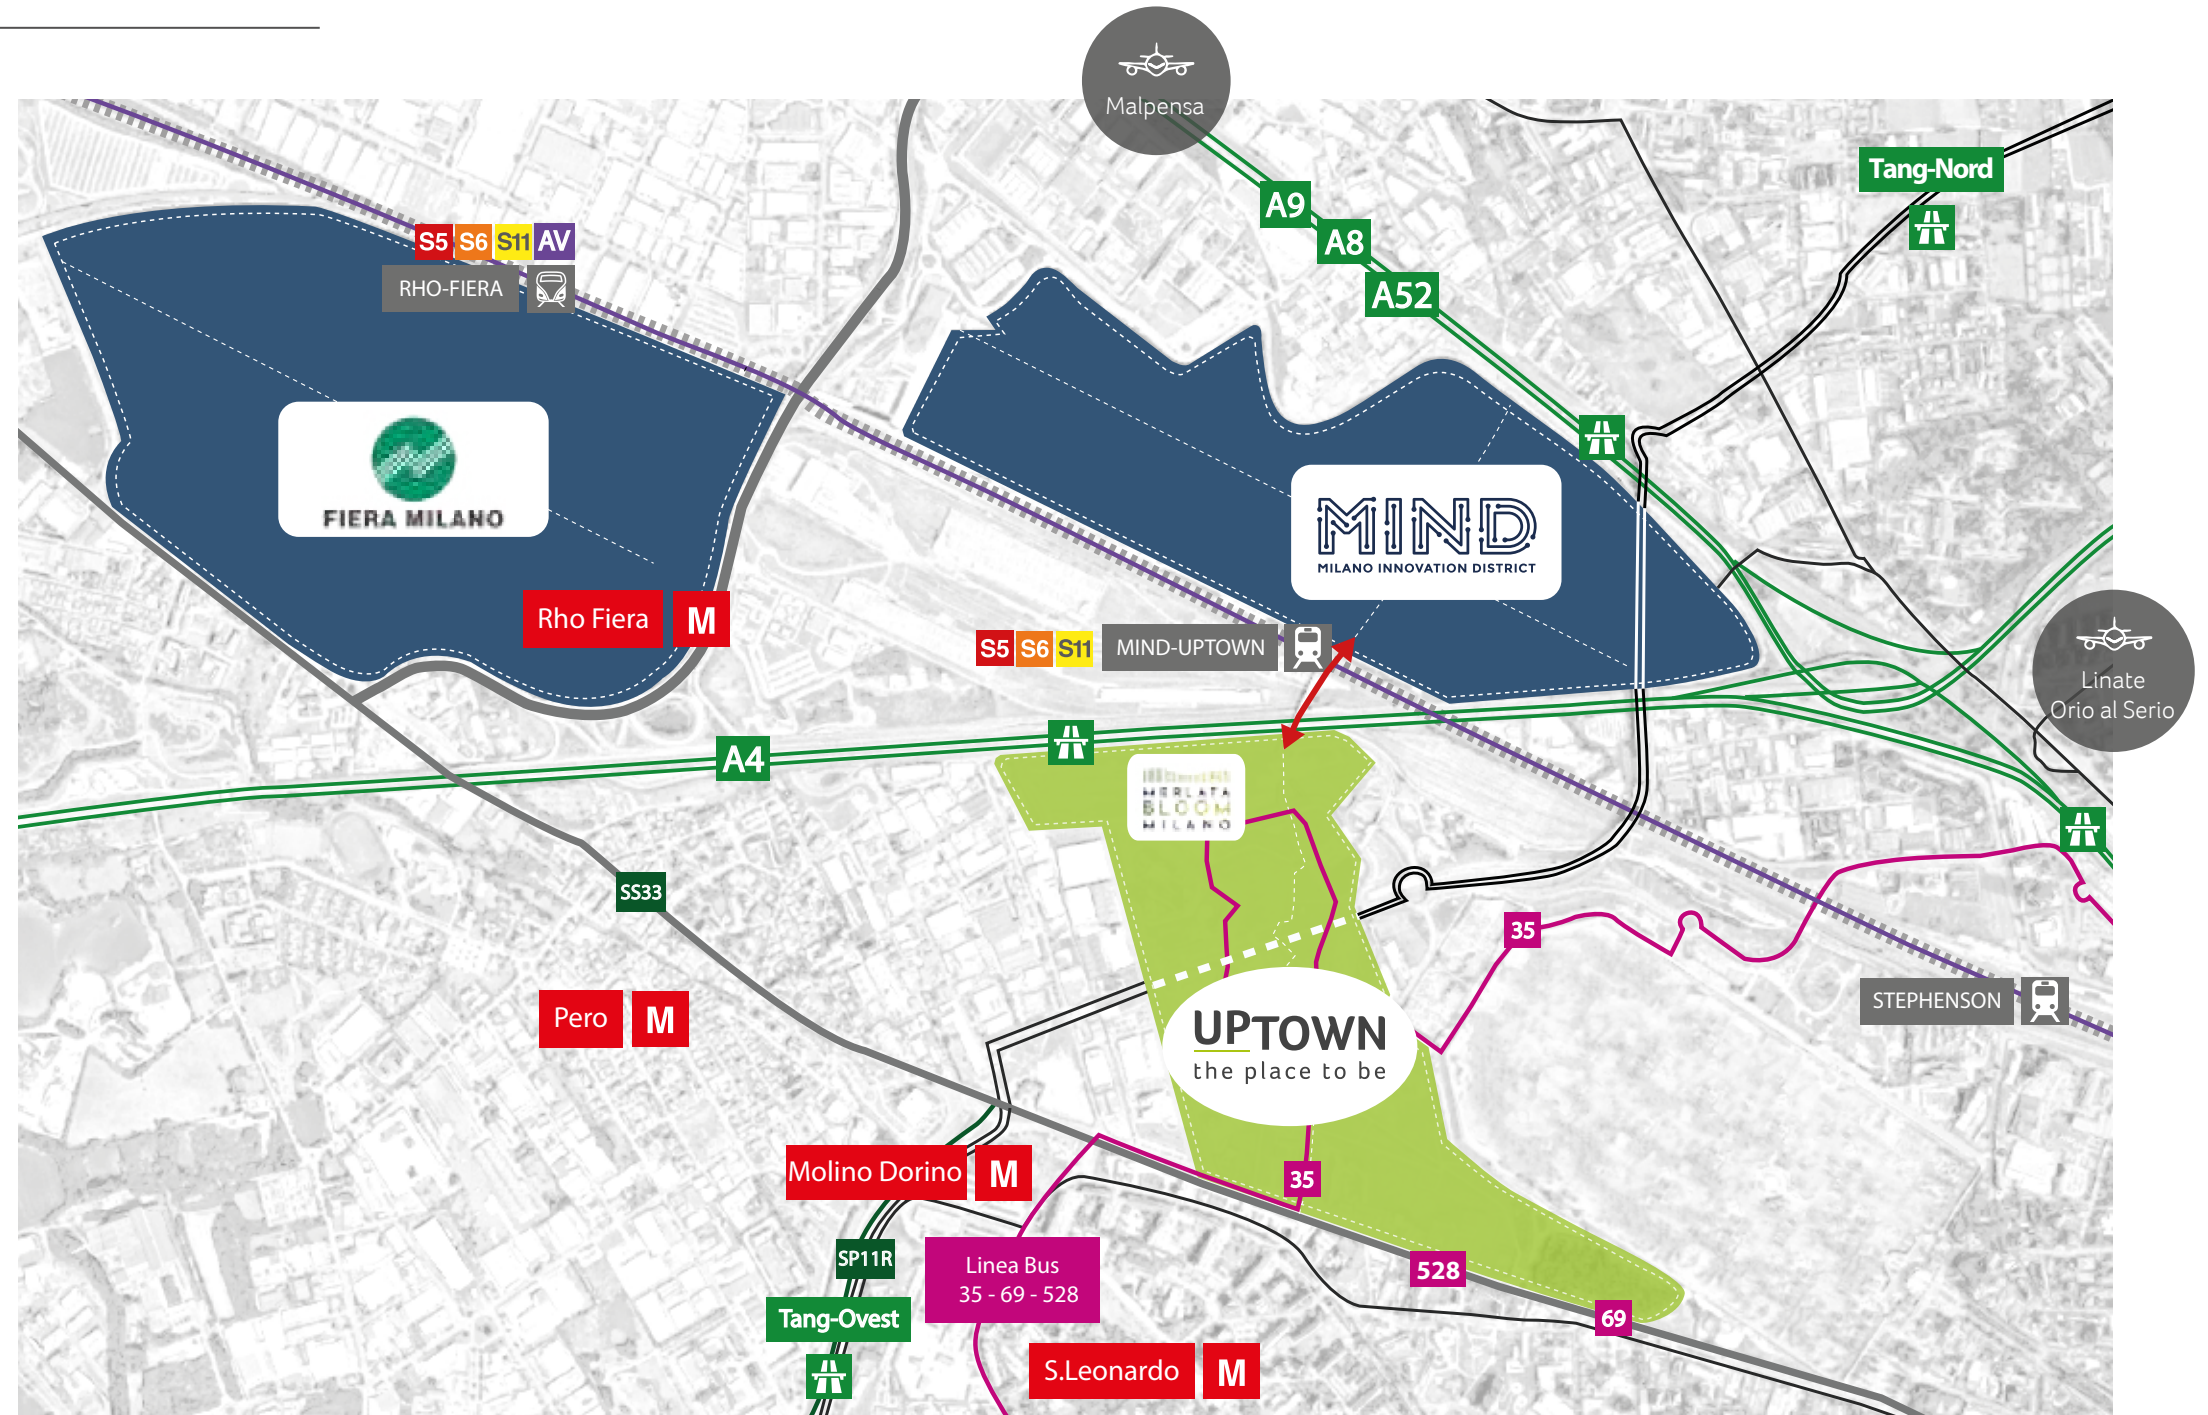 Malpensa
Tang-Nord
A9
A8
A52
S5 S6 S11 AV
RHO-FIERA
FIERA MILANO
MIND
MILANO INNOVATION DISTRICT
Rho Fiera M
S5 S6 S11 MIND-UPTOWN
Linate
Orio al Serio
A4
MERLATA
BLOOM
MILANO
SS33
35
STEPHENSON
Pero M
UPTOWN
the place to be
Molino Dorino M
35
SP11R
Linea Bus
35 - 69 - 528
528
Tang-Ovest
69
S.Leonardo M